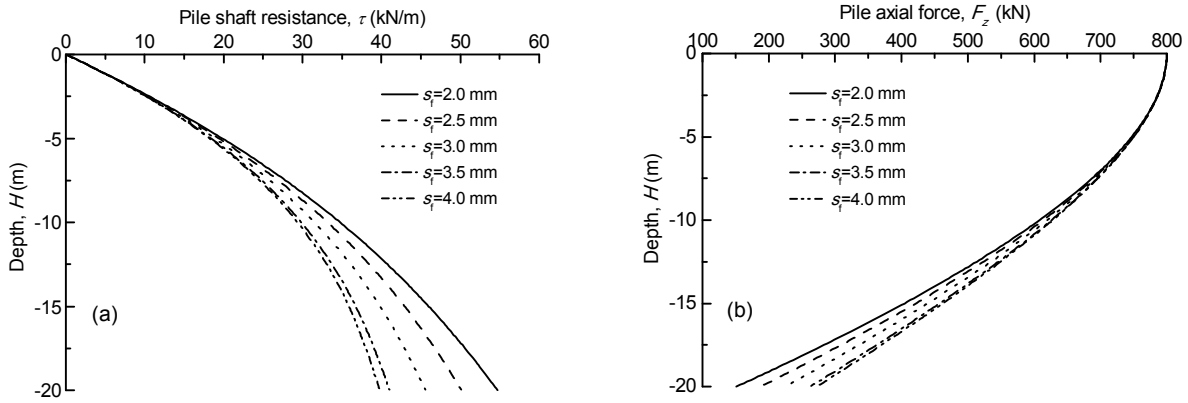 Pile shaft resistance, τ (kN/m)
0 10 20 30 40 50 60
0
-5
-10
-15
-20
Depth, H (m)
s_f=2.0 mm
s_f=2.5 mm
s_f=3.0 mm
s_f=3.5 mm
s_f=4.0 mm
(a)
Pile axial force, F_z (kN)
100 200 300 400 500 600 700 800
0
-5
-10
-15
-20
Depth, H (m)
s_f=2.0 mm
s_f=2.5 mm
s_f=3.0 mm
s_f=3.5 mm
s_f=4.0 mm
(b)